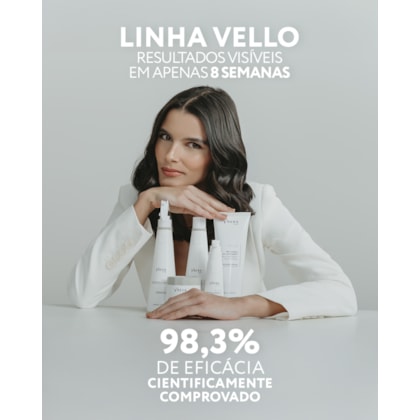 LINHA VELLO
RESULTADOS VISÍVEIS
EM APENAS 8 SEMANAS
98,3%
DE EFICÁCIA
CIENTIFICAMENTE
COMPROVADO